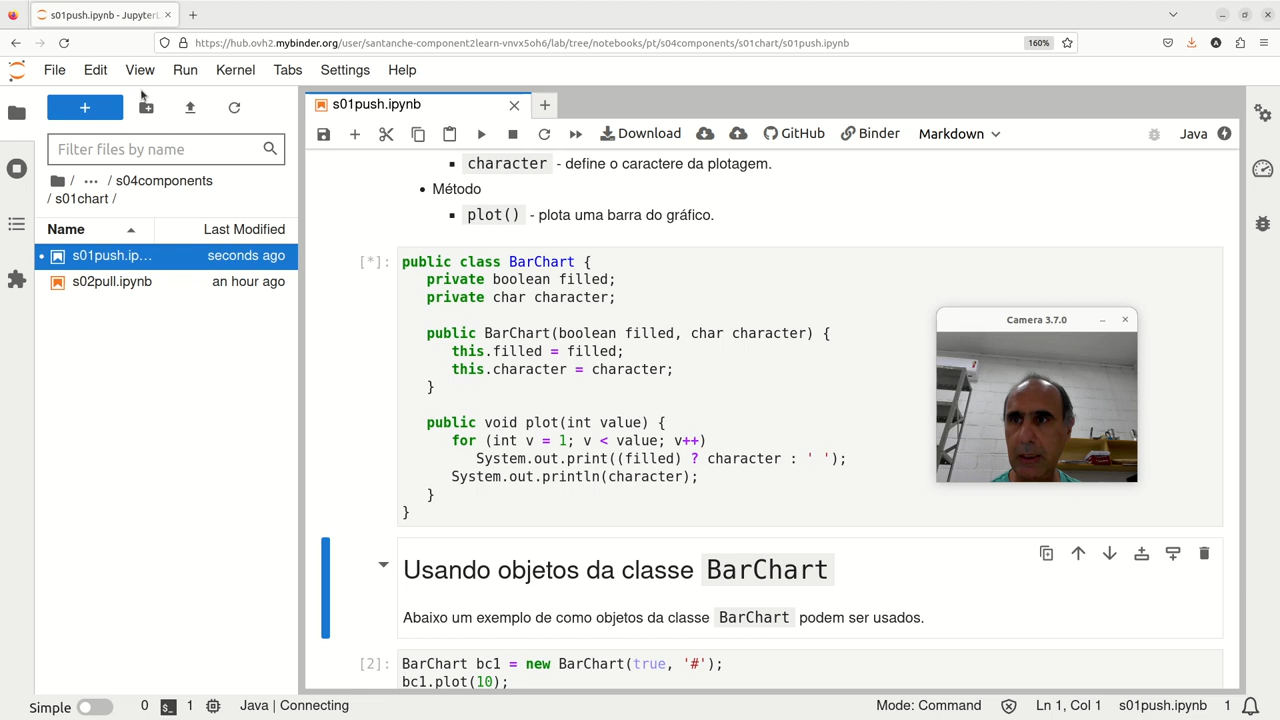 s01push.ipynb - JupyterL
https://hub.ovh2.mybinder.org/user/santanche-component2learn-vnvx5oh6/lab/tree/notebooks/pt/s04components/s01chart/s01push.ipynb
160%
File Edit View Run Kernel Tabs Settings Help
s01push.ipynb
Download
GitHub
Binder
Markdown
Java
Filter files by name
/ ... / s04components
/ s01chart /
Name Last Modified
s01push.ip... seconds ago
s02pull.ipynb an hour ago
▪ character - define o caractere da plotagem.
• Método
▪ plot() - plota uma barra do gráfico.
[*]:
public class BarChart {
private boolean filled;
private char character;
public BarChart(boolean filled, char character) {
this.filled = filled;
this.character = character;
}
public void plot(int value) {
for (int v = 1; v < value; v++)
System.out.print((filled) ? character : ' ');
System.out.println(character);
}
}
Camera 3.7.0
Usando objetos da classe BarChart
Abaixo um exemplo de como objetos da classe BarChart podem ser usados.
[2]:
BarChart bc1 = new BarChart(true, '#');
bc1.plot(10);
Simple 0 1 Java | Connecting Mode: Command Ln 1, Col 1 s01push.ipynb 1